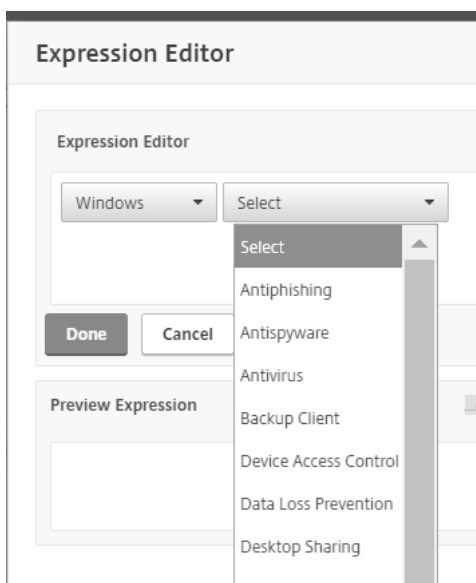 Expression Editor
Expression Editor
Windows
Select
Select
Antiphishing
Antispyware
Done
Cancel
Antivirus
Preview Expression
Backup Client
Device Access Control
Data Loss Prevention
Desktop Sharing